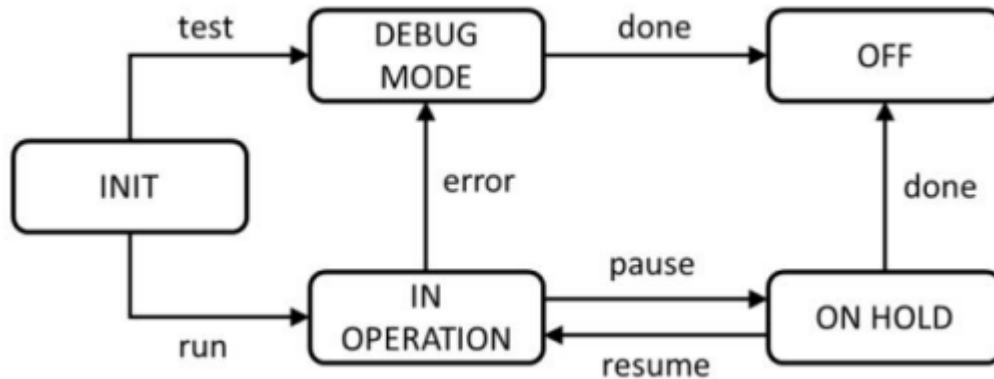 test
DEBUG
MODE
done
OFF
INIT
error
done
run
IN
OPERATION
pause
resume
ON HOLD